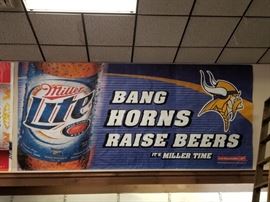 Miller
Lite
BANG
HORNS
RAISE BEERS
IT'S MILLER TIME